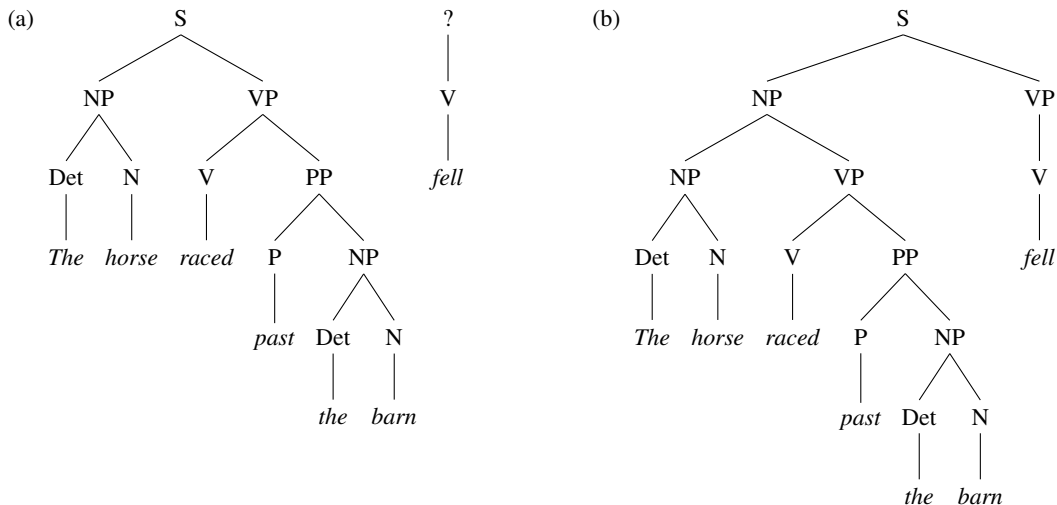 (a) S ? (b) S
NP VP V NP VP
Det N V PP fell NP VP V
The horse raced P NP Det N V PP fell
past Det N The horse raced P NP
the barn past Det N
the barn